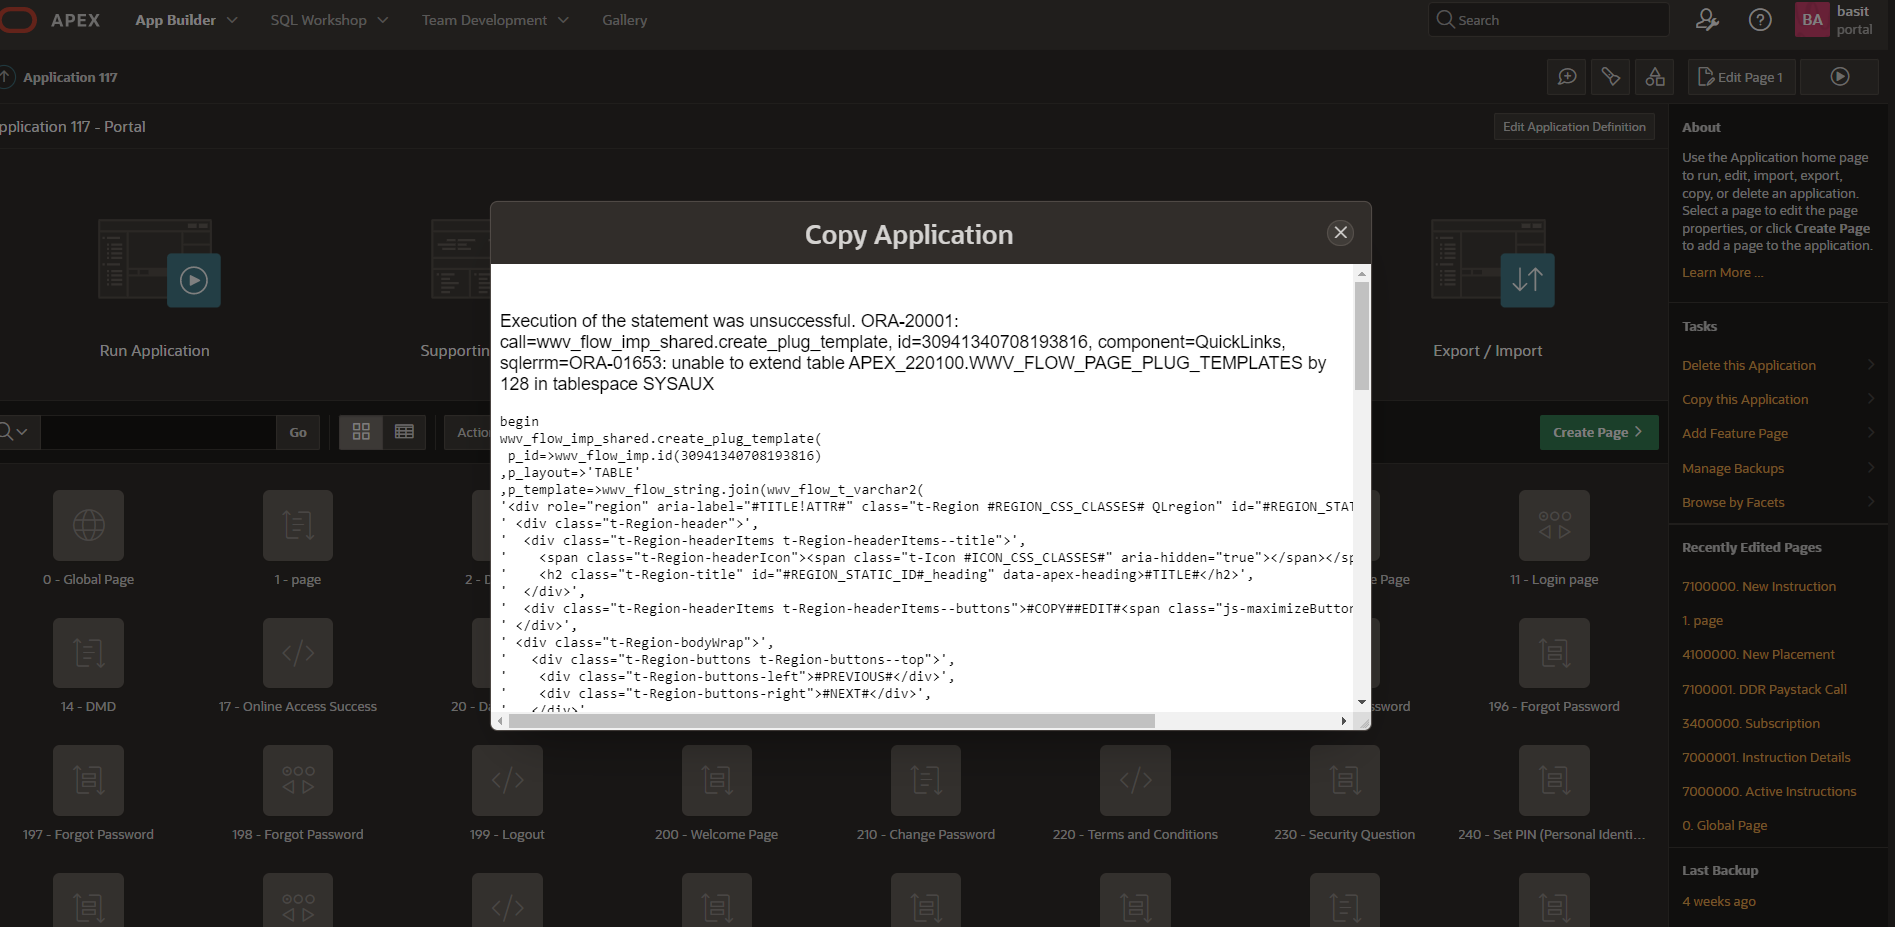 APEX
App Builder
SQL Workshop
Team Development
Gallery
Search
BA
basit
portal
Application 117
Edit Page 1
pplication 117 - Portal
Edit Application Definition
About
Use the Application home page
to run, edit, import, export,
copy, or delete an application.
Select a page to edit the page
properties, or click Create Page
to add a page to the application.
Learn More ...
Run Application
Supporting
Export / Import
Copy Application
Execution of the statement was unsuccessful. ORA-20001:
call=wwv_flow_imp_shared.create_plug_template, id=30941340708193816, component=QuickLinks,
sqlerrm=ORA-01653: unable to extend table APEX_220100.WWV_FLOW_PAGE_PLUG_TEMPLATES by
128 in tablespace SYSAUX
begin
wwv_flow_imp_shared.create_plug_template(
 p_id=>wwv_flow_imp.id(30941340708193816)
,p_layout=>'TABLE'
,p_template=>wwv_flow_string.join(wwv_flow_t_varchar2(
'<div role="region" aria-label="#TITLE!ATTR#" class="t-Region #REGION_CSS_CLASSES# QLregion" id="#REGION_STAT
' <div class="t-Region-header">',
'  <div class="t-Region-headerItems t-Region-headerItems--title">',
'    <span class="t-Region-headerIcon"><span class="t-Icon #ICON_CSS_CLASSES#" aria-hidden="true"></span></sp
'    <h2 class="t-Region-title" id="#REGION_STATIC_ID#_heading" data-apex-heading>#TITLE#</h2>',
'  </div>',
'  <div class="t-Region-headerItems t-Region-headerItems--buttons">#COPY##EDIT#<span class="js-maximizeButton
' </div>',
' <div class="t-Region-bodyWrap">',
'   <div class="t-Region-buttons t-Region-buttons--top">',
'    <div class="t-Region-buttons-left">#PREVIOUS#</div>',
'    <div class="t-Region-buttons-right">#NEXT#</div>',
'   </div>'
Tasks
Delete this Application
Copy this Application
Add Feature Page
Manage Backups
Browse by Facets
Go
Actio
Create Page
0 - Global Page
1 - page
2 - D
e Page
11 - Login page
14 - DMD
17 - Online Access Success
20 - Da
ssword
196 - Forgot Password
197 - Forgot Password
198 - Forgot Password
199 - Logout
200 - Welcome Page
210 - Change Password
220 - Terms and Conditions
230 - Security Question
240 - Set PIN (Personal Identi...
Recently Edited Pages
7100000. New Instruction
1. page
4100000. New Placement
7100001. DDR Paystack Call
3400000. Subscription
7000001. Instruction Details
7000000. Active Instructions
0. Global Page
Last Backup
4 weeks ago